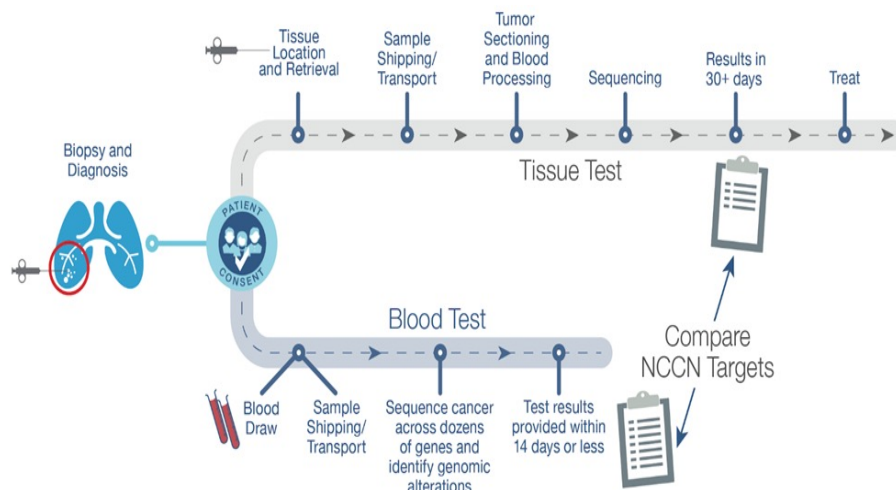 Tissue
Location
and Retrieval
Sample
Shipping/
Transport
Tumor
Sectioning
and Blood
Processing
Sequencing
Results in
30+ days
Treat
Tissue Test
Biopsy and
Diagnosis
PATIENT
CONSENT
Blood Test
Blood
Draw
Sample
Shipping/
Transport
Sequence cancer
across dozens
of genes and
identify genomic
alterations
Test results
provided within
14 days or less
Compare
NCCN Targets